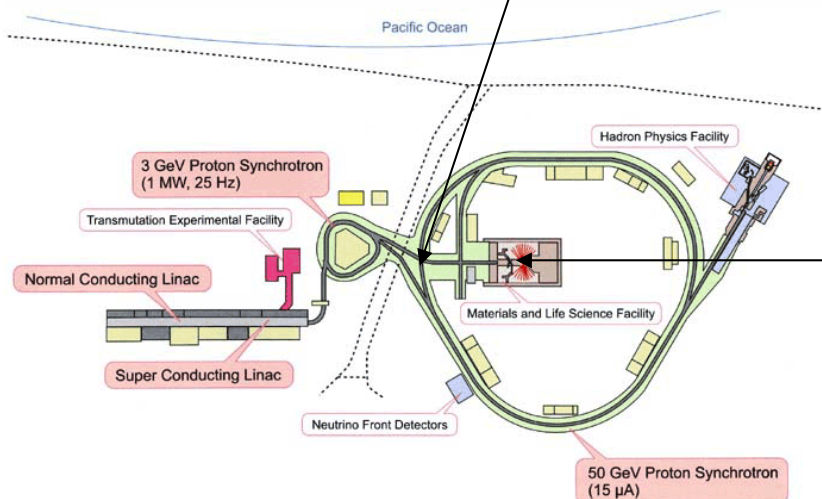 Pacific Ocean
Hadron Physics Facility
3 GeV Proton Synchrotron
(1 MW, 25 Hz)
Transmutation Experimental Facility
Normal Conducting Linac
Materials and Life Science Facility
Super Conducting Linac
Neutrino Front Detectors
50 GeV Proton Synchrotron
(15 µA)